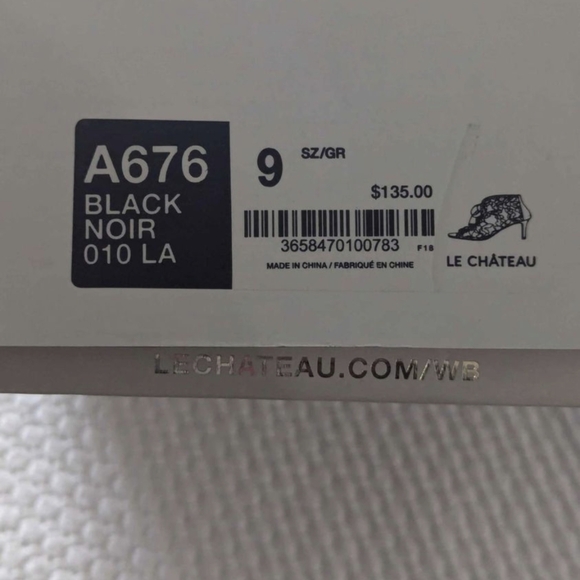 A676
BLACK
NOIR
010 LA
9 SZ/GR
$135.00
3658470100783 F18
MADE IN CHINA / FABRIQUÉ EN CHINE
LE CHÂTEAU
LECHATEAU.COM/WB